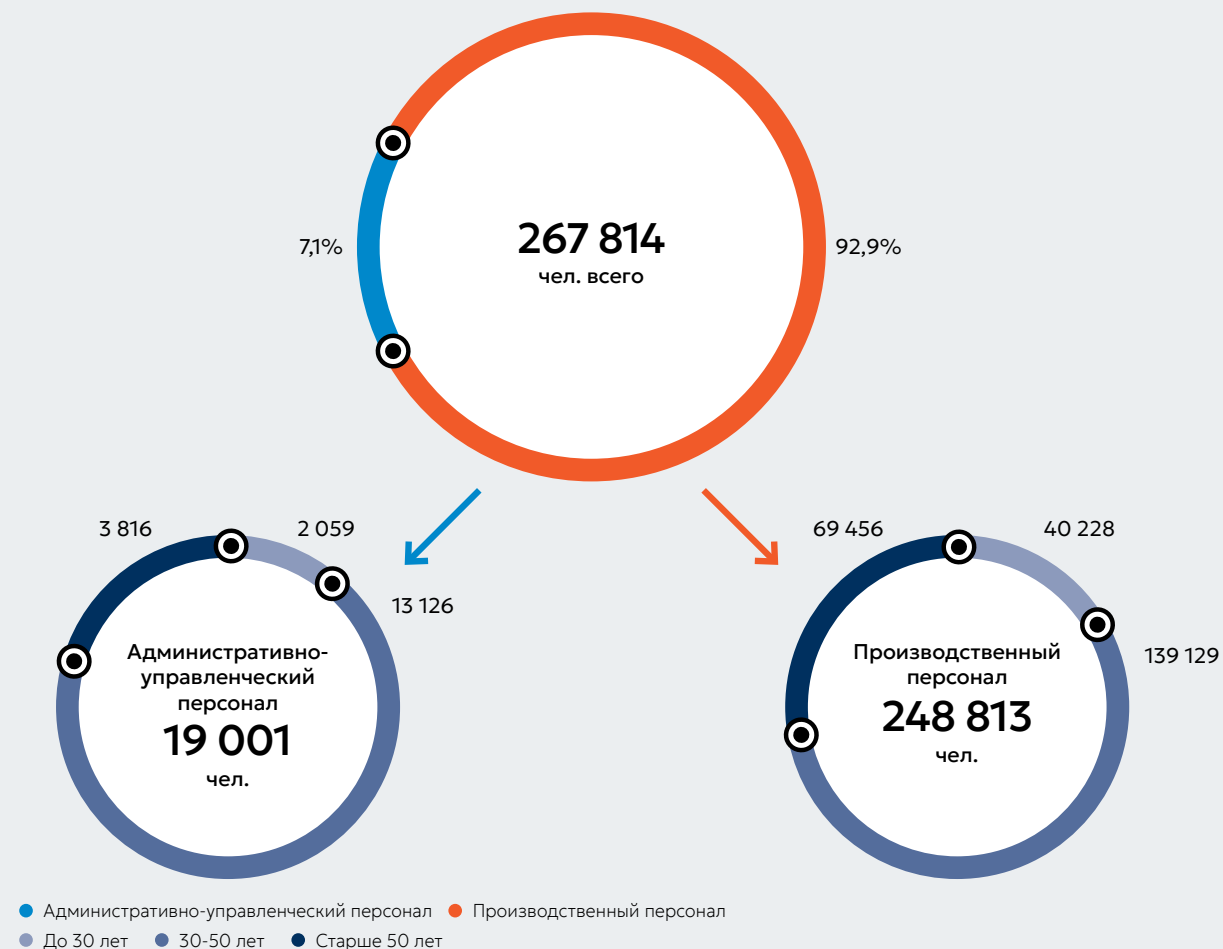 7,1%
267 814
чел. всего
92,9%
3 816
2 059
13 126
Административно-
управленческий
персонал
19 001
чел.
69 456
40 228
139 129
Производственный
персонал
248 813
чел.
Административно-управленческий персонал
Производственный персонал
До 30 лет
30-50 лет
Старше 50 лет